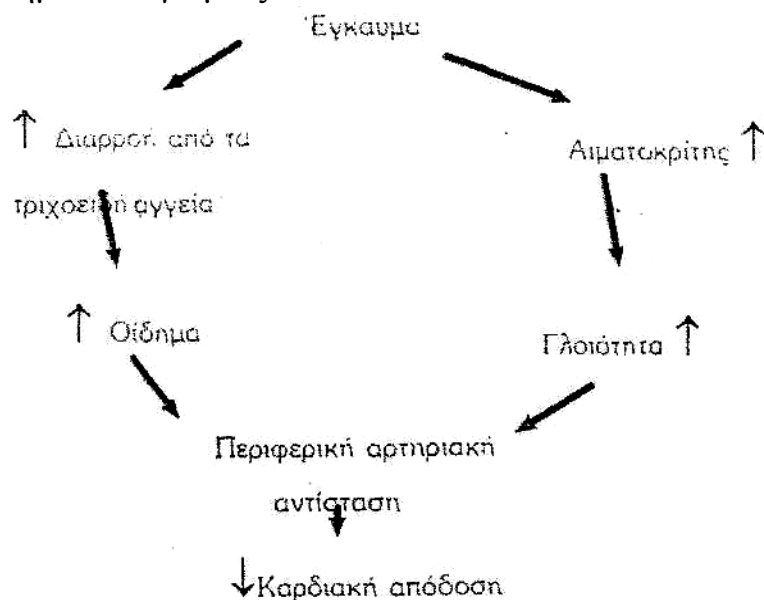 Έγκαυμα
↑ Διαρροή από τα
τριχοειδή αγγεία
Αιματοκρίτης ↑
↑ Οίδημα
Γλοιότητα ↑
Περιφερική αρτηριακή
αντίσταση
↓Καρδιακή απόδοση